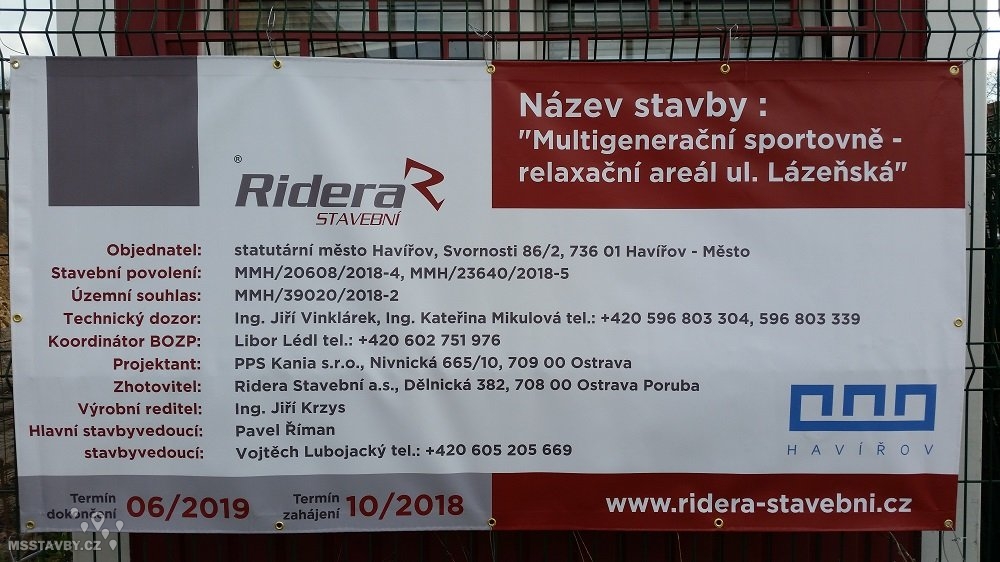 Název stavby :
"Multigenerační sportovně -
relaxační areál ul. Lázeňská"
®
Ridera
STAVEBNÍ
Objednatel: statutární město Havířov, Svornosti 86/2, 736 01 Havířov - Město
Stavební povolení: MMH/20608/2018-4, MMH/23640/2018-5
Územní souhlas: MMH/39020/2018-2
Technický dozor: Ing. Jiří Vinklárek, Ing. Kateřina Mikulová tel.: +420 596 803 304, 596 803 339
Koordinátor BOZP: Libor Lédl tel.: +420 602 751 976
Projektant: PPS Kania s.r.o., Nivnická 665/10, 709 00 Ostrava
Zhotovitel: Ridera Stavební a.s., Dělnická 382, 708 00 Ostrava Poruba
Výrobní reditel: Ing. Jiří Krzys
Hlavní stavbyvedoucí: Pavel Říman
stavbyvedoucí: Vojtěch Lubojacký tel.: +420 605 205 669
HAVÍŘOV
Termín dokončení 06/2019 Termín zahájení 10/2018
www.ridera-stavebni.cz
MSSTAVBY.CZ